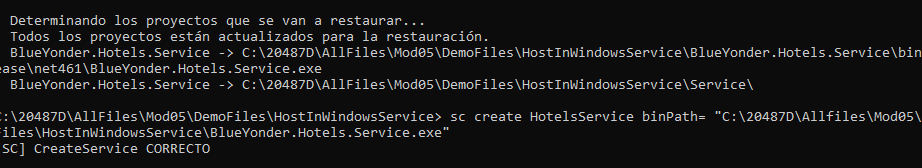 Determinando los proyectos que se van a restaurar...
Todos los proyectos están actualizados para la restauración.
BlueYonder.Hotels.Service -> C:\20487D\AllFiles\Mod05\DemoFiles\HostInWindowsService\BlueYonder.Hotels.Service\bin
ease\net461\BlueYonder.Hotels.Service.exe
BlueYonder.Hotels.Service -> C:\20487D\AllFiles\Mod05\DemoFiles\HostInWindowsService\Service\
C:\20487D\AllFiles\Mod05\DemoFiles\HostInWindowsService> sc create HotelsService binPath= "C:\20487D\Allfiles\Mod05\
Files\HostInWindowsService\BlueYonder.Hotels.Service.exe"
[SC] CreateService CORRECTO